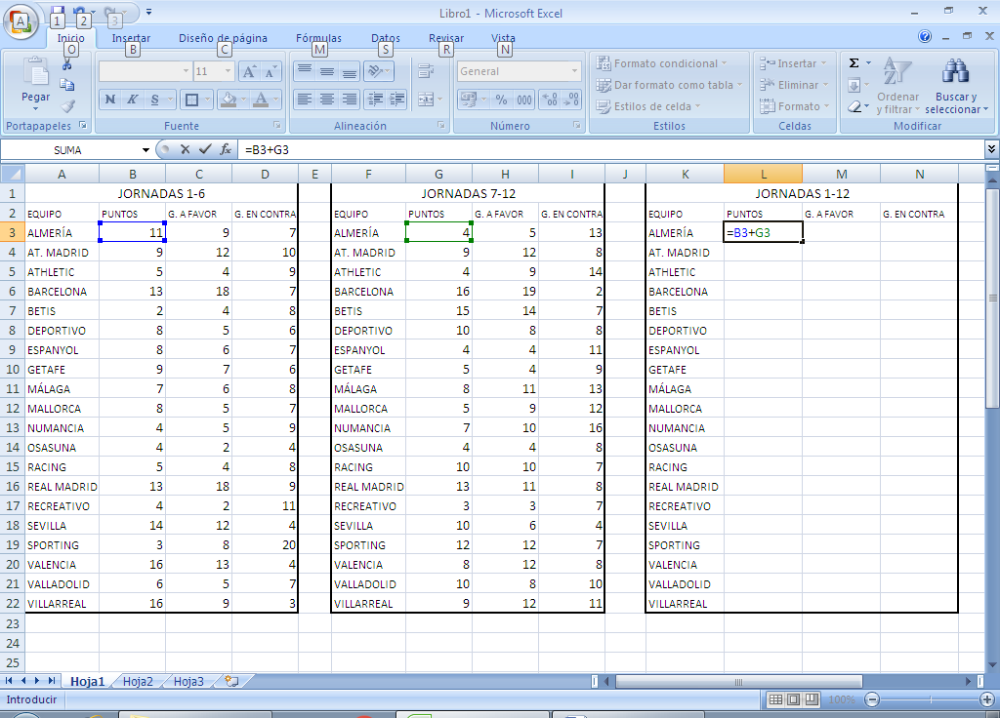 1 2 3
Libro1 - Microsoft Excel
Inicio Insertar Diseño de página Fórmulas Datos Revisar Vista
O B C M S R N
Pegar
Portapapeles
11 A A
N K S A
Fuente
Alineación
General
% 000
Número
Formato condicional
Dar formato como tabla
Estilos de celda
Estilos
Insertar
Eliminar
Formato
Celdas
Σ
Ordenar y filtrar
Buscar y seleccionar
Modificar
SUMA fx =B3+G3
A B C D E F G H I J K L M N
1 JORNADAS 1-6 JORNADAS 7-12 JORNADAS 1-12
2 EQUIPO PUNTOS G. A FAVOR G. EN CONTRA EQUIPO PUNTOS G. A FAVOR G. EN CONTRA EQUIPO PUNTOS G. A FAVOR G. EN CONTRA
3 ALMERÍA 11 9 7 ALMERÍA 4 5 13 ALMERÍA =B3+G3
4 AT. MADRID 9 12 10 AT. MADRID 9 12 8 AT. MADRID
5 ATHLETIC 5 4 9 ATHLETIC 4 9 14 ATHLETIC
6 BARCELONA 13 18 7 BARCELONA 16 19 2 BARCELONA
7 BETIS 2 4 8 BETIS 15 14 7 BETIS
8 DEPORTIVO 8 5 6 DEPORTIVO 10 8 8 DEPORTIVO
9 ESPANYOL 8 6 7 ESPANYOL 4 4 11 ESPANYOL
10 GETAFE 9 7 6 GETAFE 5 4 9 GETAFE
11 MÁLAGA 7 6 8 MÁLAGA 8 11 13 MÁLAGA
12 MALLORCA 8 5 7 MALLORCA 5 9 12 MALLORCA
13 NUMANCIA 4 5 9 NUMANCIA 7 10 16 NUMANCIA
14 OSASUNA 4 2 4 OSASUNA 4 4 8 OSASUNA
15 RACING 5 4 8 RACING 10 10 7 RACING
16 REAL MADRID 13 18 9 REAL MADRID 13 11 8 REAL MADRID
17 RECREATIVO 4 2 11 RECREATIVO 3 3 7 RECREATIVO
18 SEVILLA 14 12 4 SEVILLA 10 6 4 SEVILLA
19 SPORTING 3 8 20 SPORTING 12 12 7 SPORTING
20 VALENCIA 16 13 4 VALENCIA 8 12 8 VALENCIA
21 VALLADOLID 6 5 7 VALLADOLID 10 8 10 VALLADOLID
22 VILLARREAL 16 9 3 VILLARREAL 9 12 11 VILLARREAL
23
24
25
Hoja1 Hoja2 Hoja3
Introducir 100%